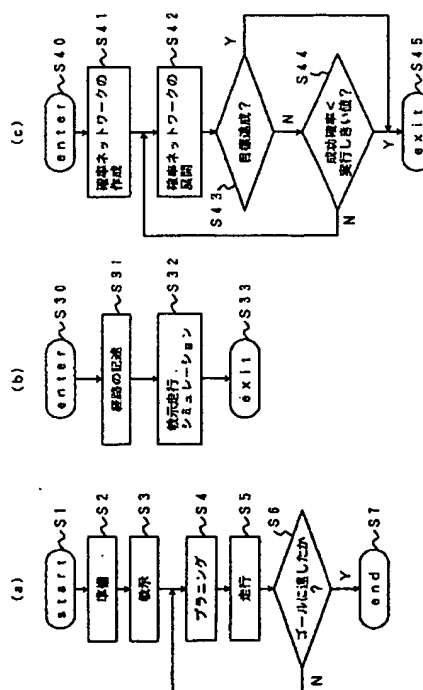 (a)
start
S1
準備
S2
教示
S3
プラニング
S4
走行
S5
ゴールに達したか
?
S6
N
Y
end
S7
(b)
enter
S30
経路の記述
S31
教示走行
シミュレーション
S32
exit
S33
(c)
enter
S40
確率ネットワークの
作成
S41
確率ネットワークの
展開
S42
目標達成?
S43
Y
N
成功確率<
実行しきい位?
S44
N
Y
exit
S45